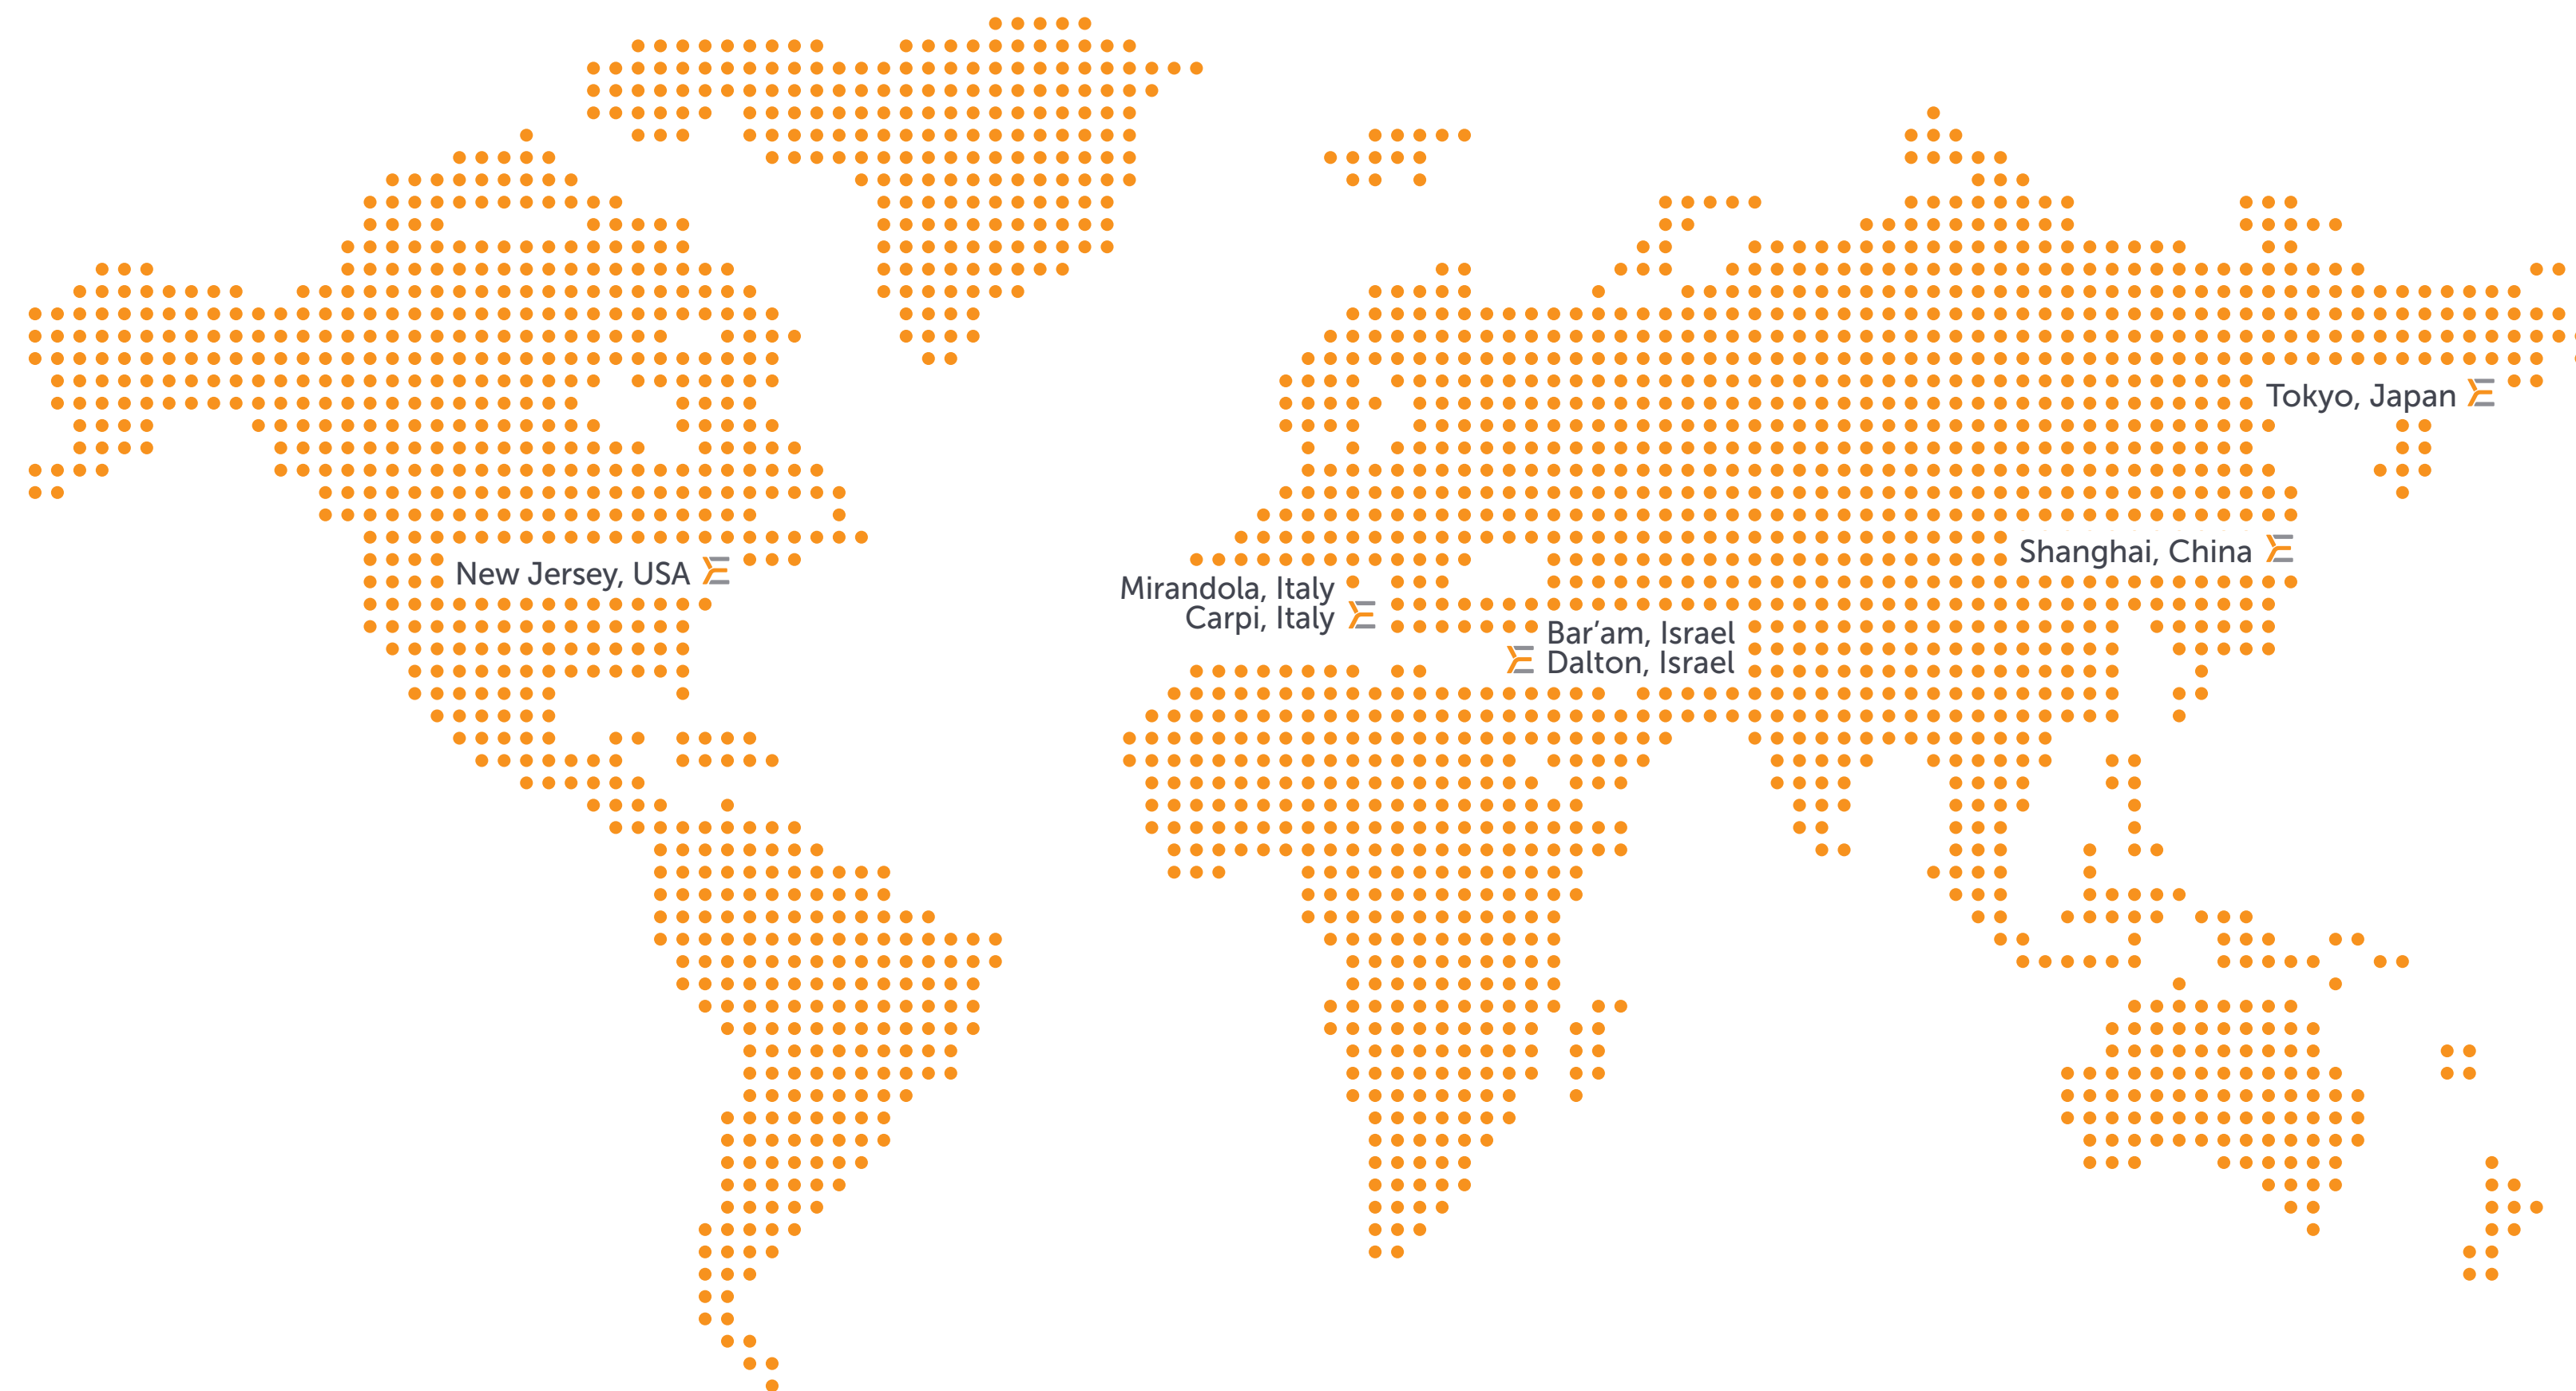 Tokyo, Japan
Shanghai, China
New Jersey, USA
Mirandola, Italy
Carpi, Italy
Bar’am, Israel
Dalton, Israel